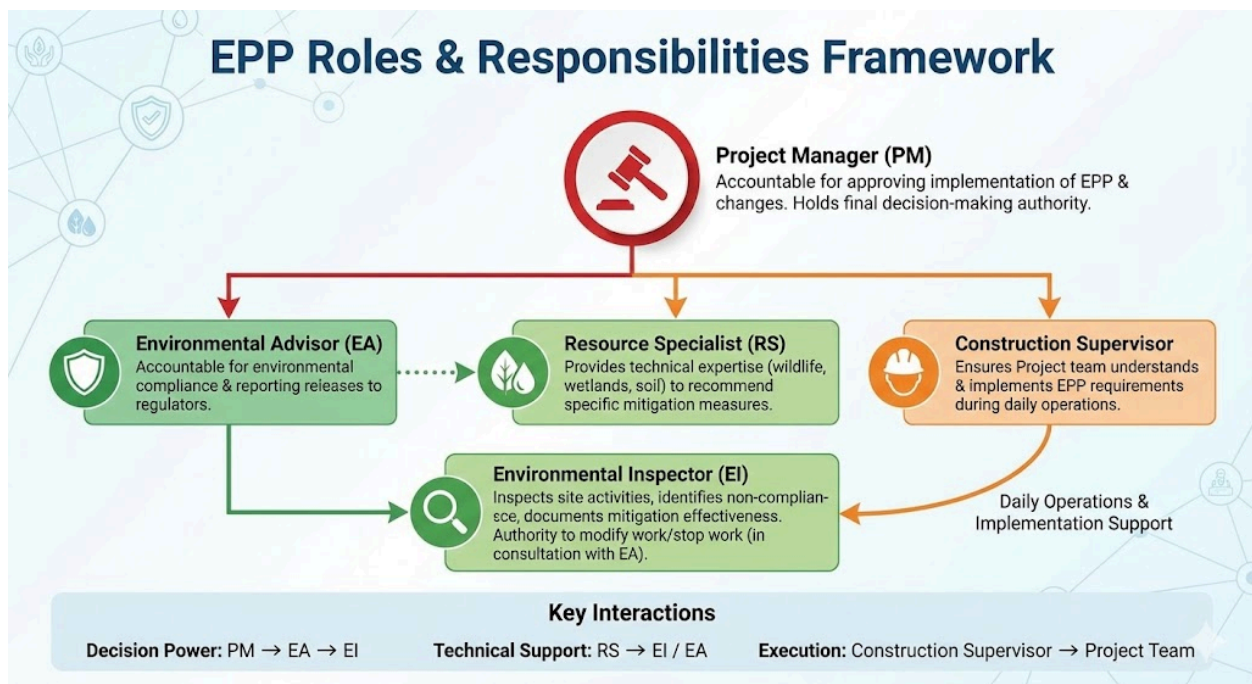 EPP Roles & Responsibilities Framework
Project Manager (PM)
Accountable for approving implementation of EPP &
changes. Holds final decision-making authority.
Environmental Advisor (EA)
Accountable for environmental
compliance & reporting releases to
regulators.
Resource Specialist (RS)
Provides technical expertise (wildlife,
wetlands, soil) to recommend
specific mitigation measures.
Construction Supervisor
Ensures Project team understands
& implements EPP requirements
during daily operations.
Environmental Inspector (EI)
Inspects site activities, identifies non-complian-
sce, documents mitigation effectiveness.
Authority to modify work/stop work (in
consultation with EA).
Daily Operations &
Implementation Support
Key Interactions
Decision Power: PM → EA → EI
Technical Support: RS → EI / EA
Execution: Construction Supervisor → Project Team